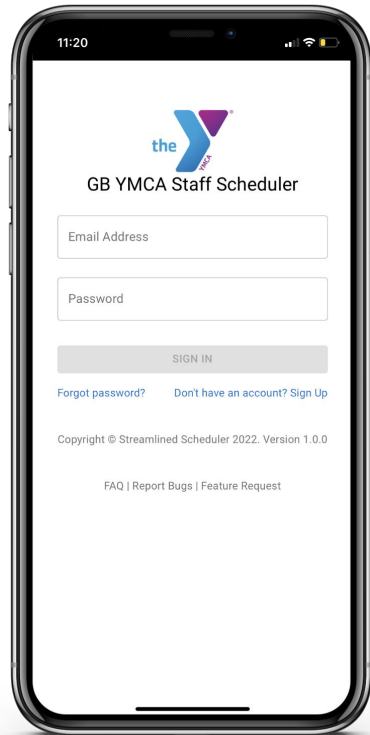 11:20
the
YMCA
GB YMCA Staff Scheduler
Email Address
Password
SIGN IN
Forgot password? Don't have an account? Sign Up
Copyright © Streamlined Scheduler 2022. Version 1.0.0
FAQ | Report Bugs | Feature Request